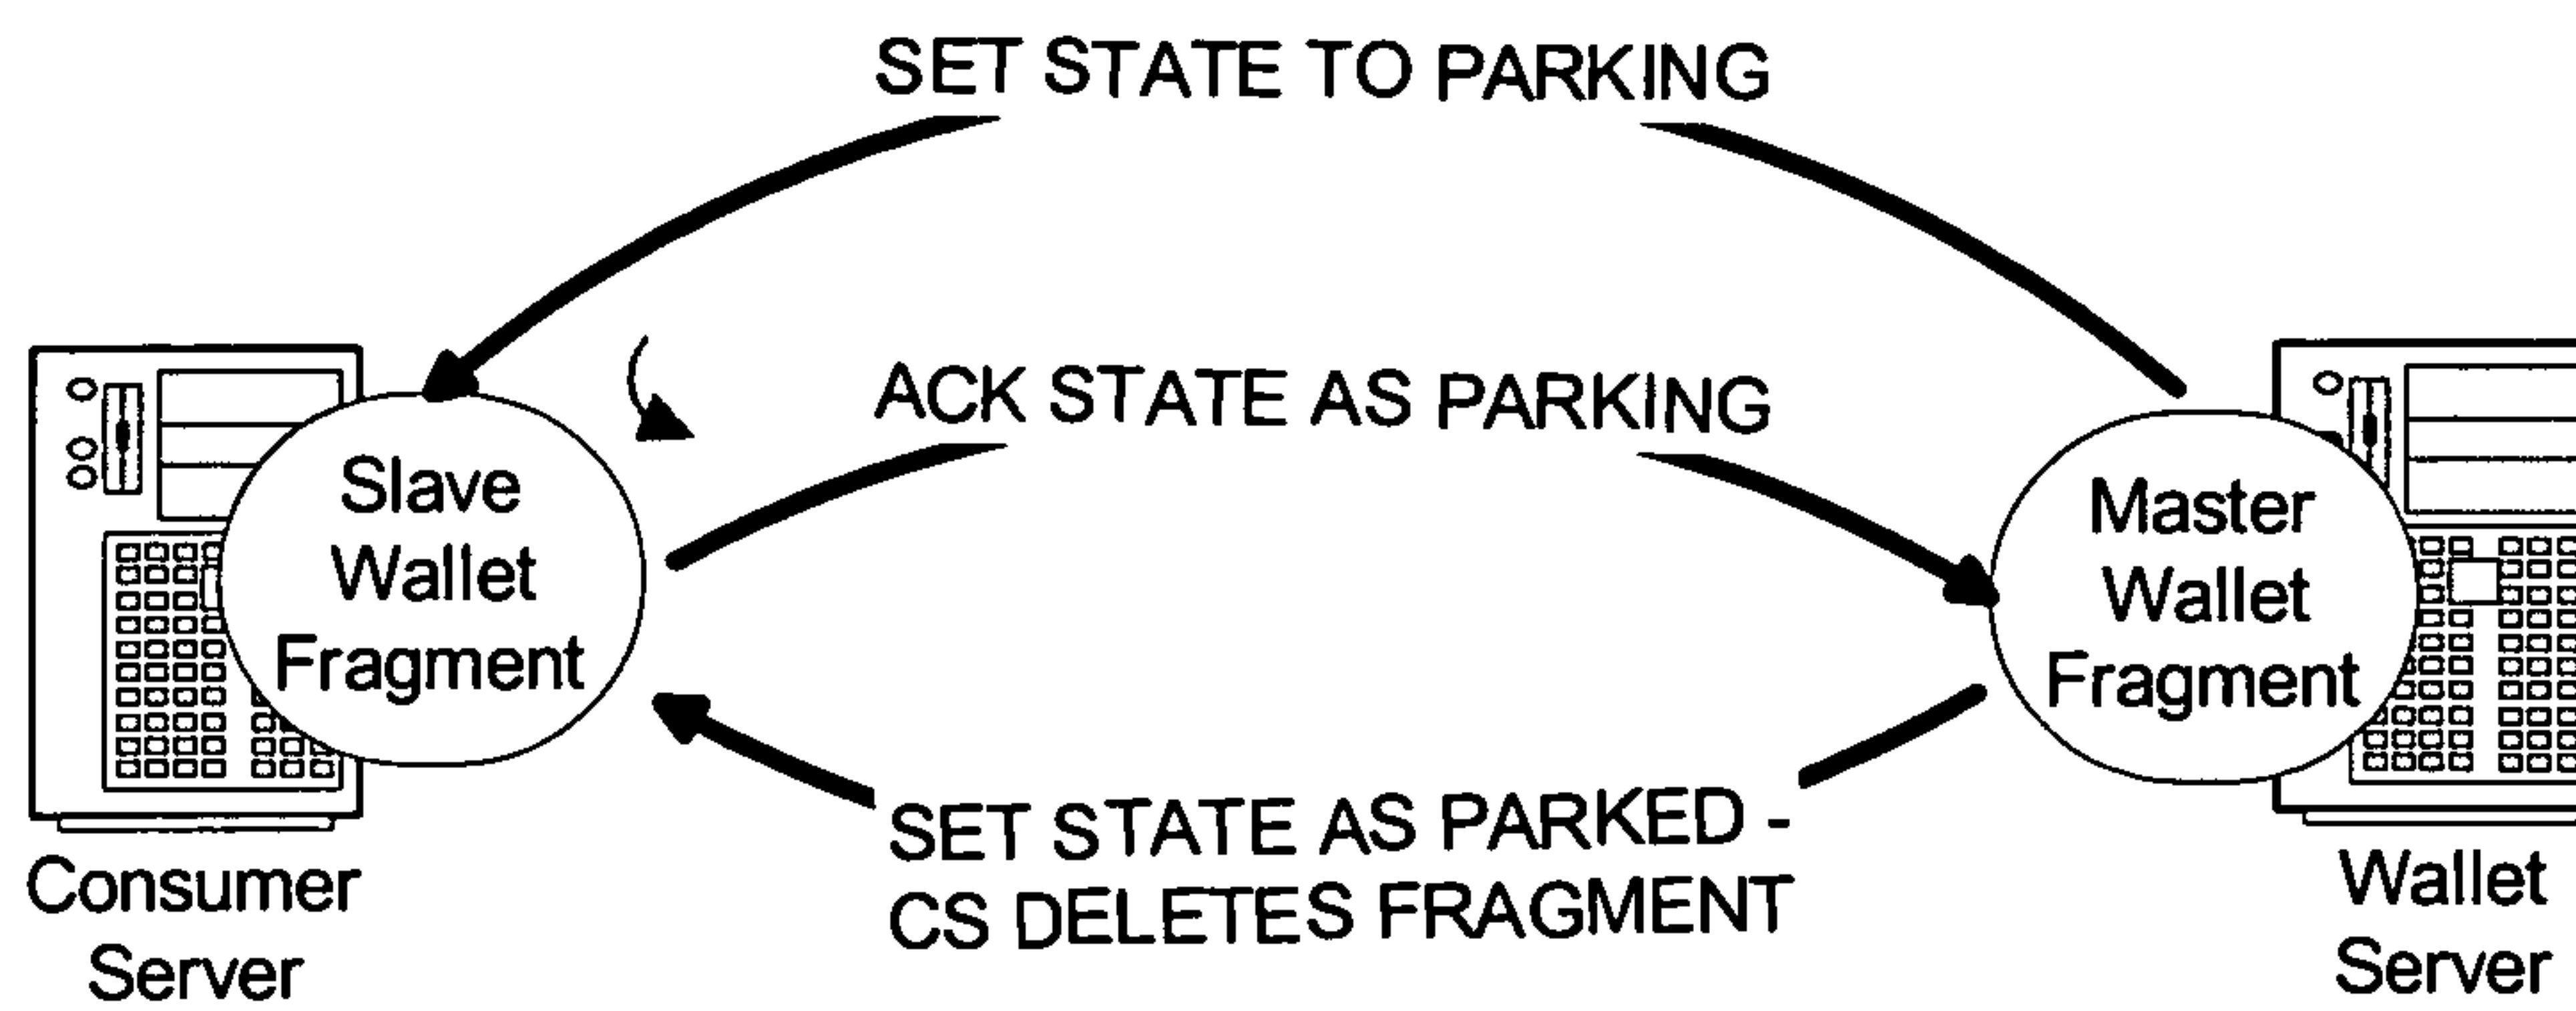 SET STATE TO PARKING
ACK STATE AS PARKING
Slave
Wallet
Fragment
Master
Wallet
Fragment
SET STATE AS PARKED -
CS DELETES FRAGMENT
Consumer
Server
Wallet
Server